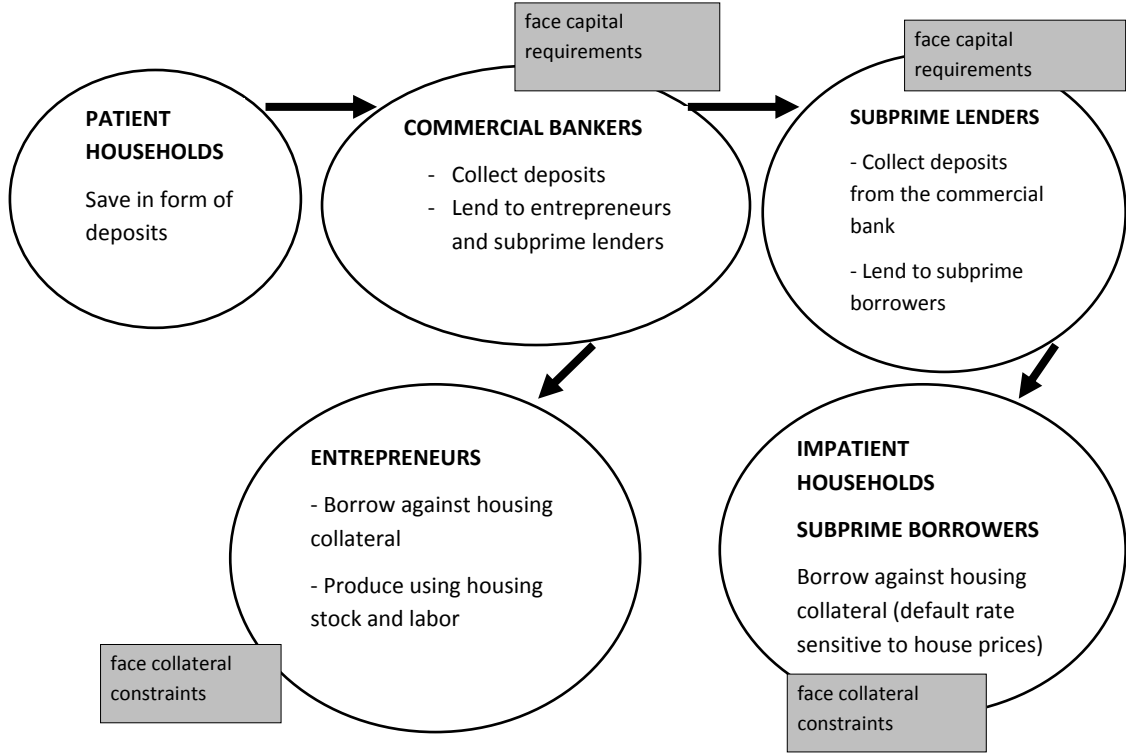 PATIENT
HOUSEHOLDS
Save in form of
deposits
face capital
requirements
COMMERCIAL BANKERS
- Collect deposits
- Lend to entrepreneurs
and subprime lenders
face capital
requirements
SUBPRIME LENDERS
- Collect deposits
from the commercial
bank
- Lend to subprime
borrowers
ENTREPRENEURS
- Borrow against housing
collateral
- Produce using housing
stock and labor
face collateral
constraints
IMPATIENT
HOUSEHOLDS
SUBPRIME BORROWERS
Borrow against housing
collateral (default rate
sensitive to house prices)
face collateral
constraints